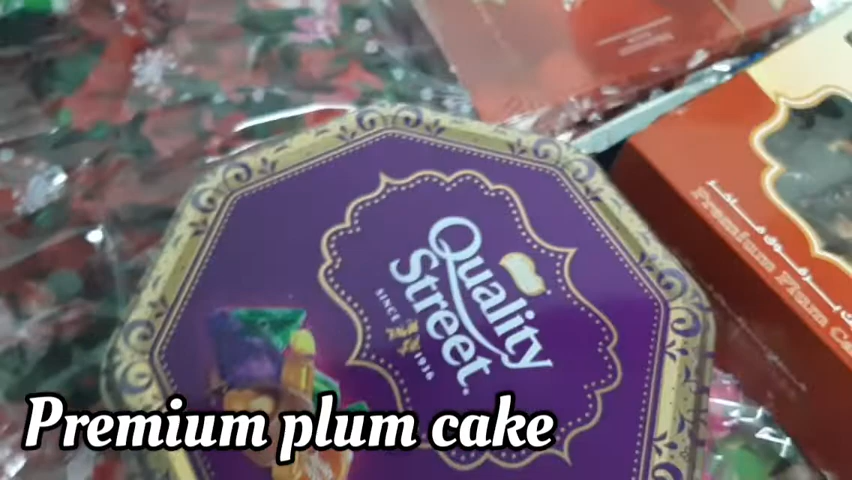 Quality
Street
SINCE 1936
Premium Plum Ca
Premium plum cake